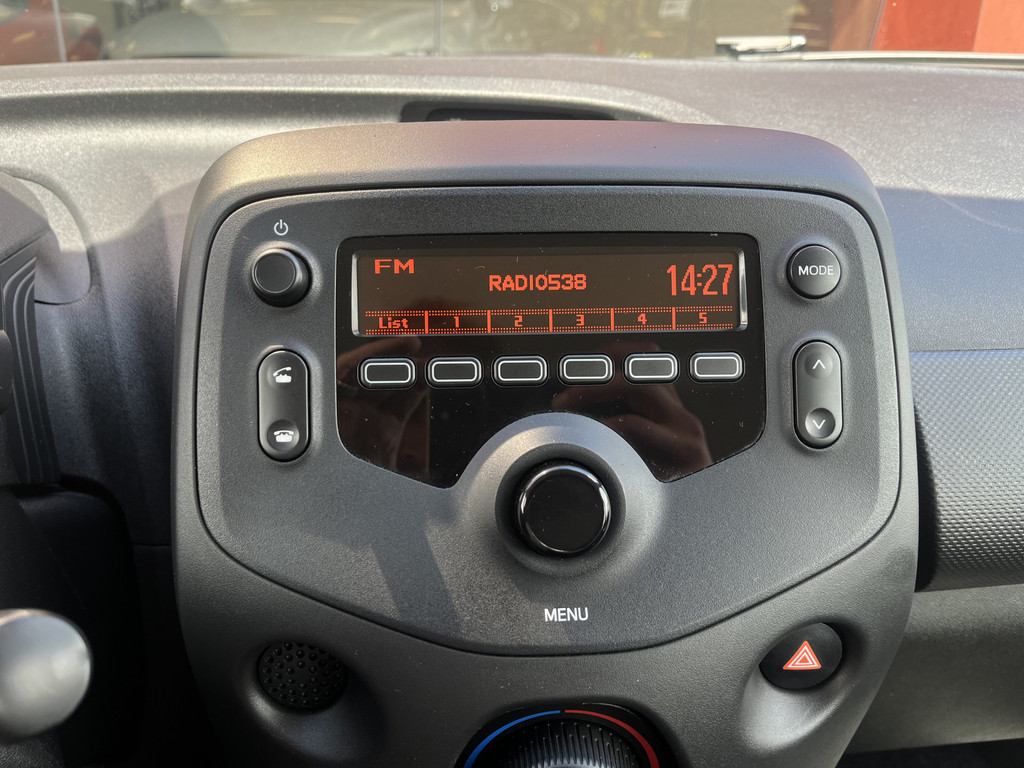 FM
RADIO538
14:27
List 1 2 3 4 5
MODE
MENU